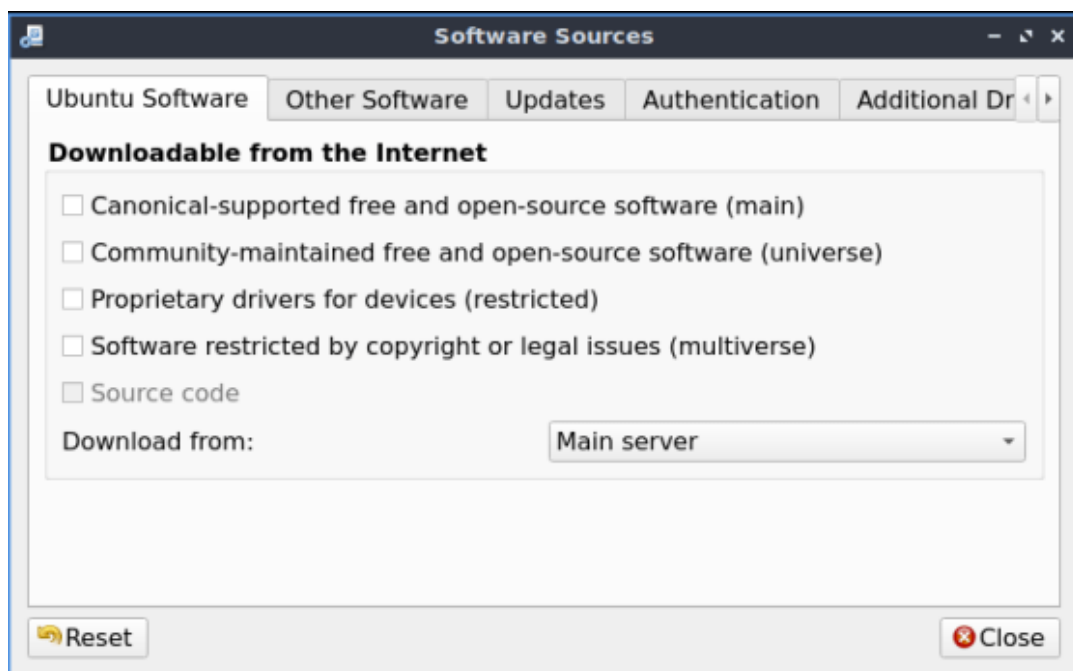 Software Sources
Ubuntu Software Other Software Updates Authentication Additional Dr
Downloadable from the Internet
Canonical-supported free and open-source software (main)
Community-maintained free and open-source software (universe)
Proprietary drivers for devices (restricted)
Software restricted by copyright or legal issues (multiverse)
Source code
Download from: Main server
Reset Close